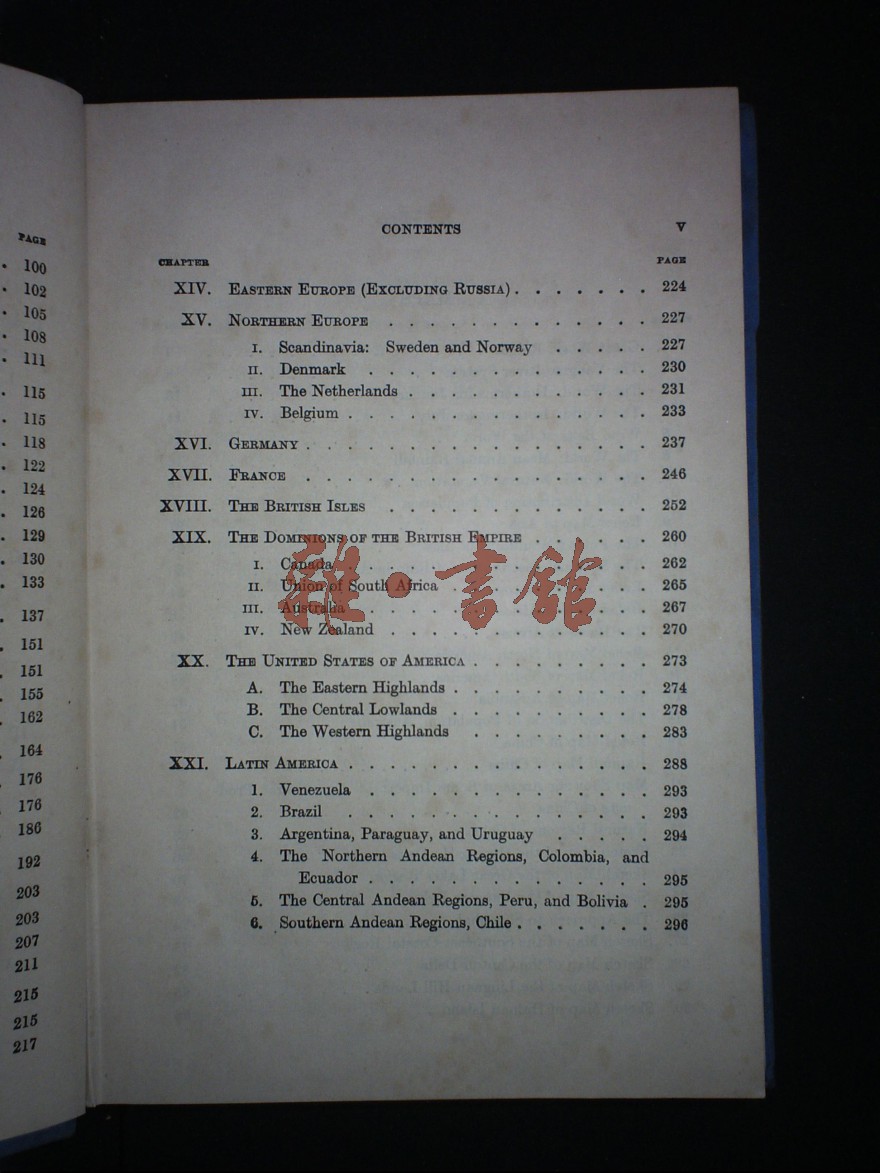 PAGE
. 100
. 102
. 105
. 108
. 111
. 115
. 115
. 118
. 122
. 124
. 126
. 129
. 130
. 133
. 137
. 151
. 151
. 155
. 162
. 164
. 176
. 176
. 186
192
203
203
207
211
215
215
217
CONTENTS V
CHAPTER PAGE
XIV. EASTERN EUROPE (EXCLUDING RUSSIA) . . . . . . . 224
XV. NORTHERN EUROPE . . . . . . . . . . . . . 227
I. Scandinavia: Sweden and Norway . . . . . 227
II. Denmark . . . . . . . . . . . . . . 230
III. The Netherlands . . . . . . . . . . . . 231
IV. Belgium . . . . . . . . . . . . . . . 233
XVI. GERMANY . . . . . . . . . . . . . . . . . 237
XVII. FRANCE . . . . . . . . . . . . . . . . . 246
XVIII. THE BRITISH ISLES . . . . . . . . . . . . . 252
XIX. THE DOMINIONS OF THE BRITISH EMPIRE . . . . . . 260
I. Canada . . . . . . . . . . . . . . . 262
II. Union of South Africa . . . . . . . . . . 265
III. Australia . . . . . . . . . . . . . . 267
IV. New Zealand . . . . . . . . . . . . . 270
雜·書館
XX. THE UNITED STATES OF AMERICA . . . . . . . . . 273
A. The Eastern Highlands . . . . . . . . . . 274
B. The Central Lowlands . . . . . . . . . . 278
C. The Western Highlands . . . . . . . . . 283
XXI. LATIN AMERICA . . . . . . . . . . . . . . . 288
1. Venezuela . . . . . . . . . . . . . . 293
2. Brazil . . . . . . . . . . . . . . . 293
3. Argentina, Paraguay, and Uruguay . . . . . 294
4. The Northern Andean Regions, Colombia, and
Ecuador . . . . . . . . . . . . . . 295
5. The Central Andean Regions, Peru, and Bolivia . 295
6. Southern Andean Regions, Chile . . . . . . . 296